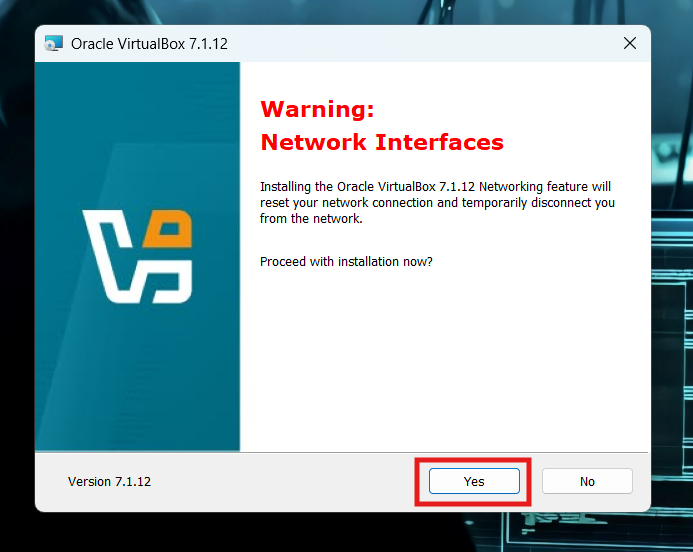 Oracle VirtualBox 7.1.12
Warning:
Network Interfaces
Installing the Oracle VirtualBox 7.1.12 Networking feature will
reset your network connection and temporarily disconnect you
from the network.
Proceed with installation now?
Version 7.1.12
Yes
No